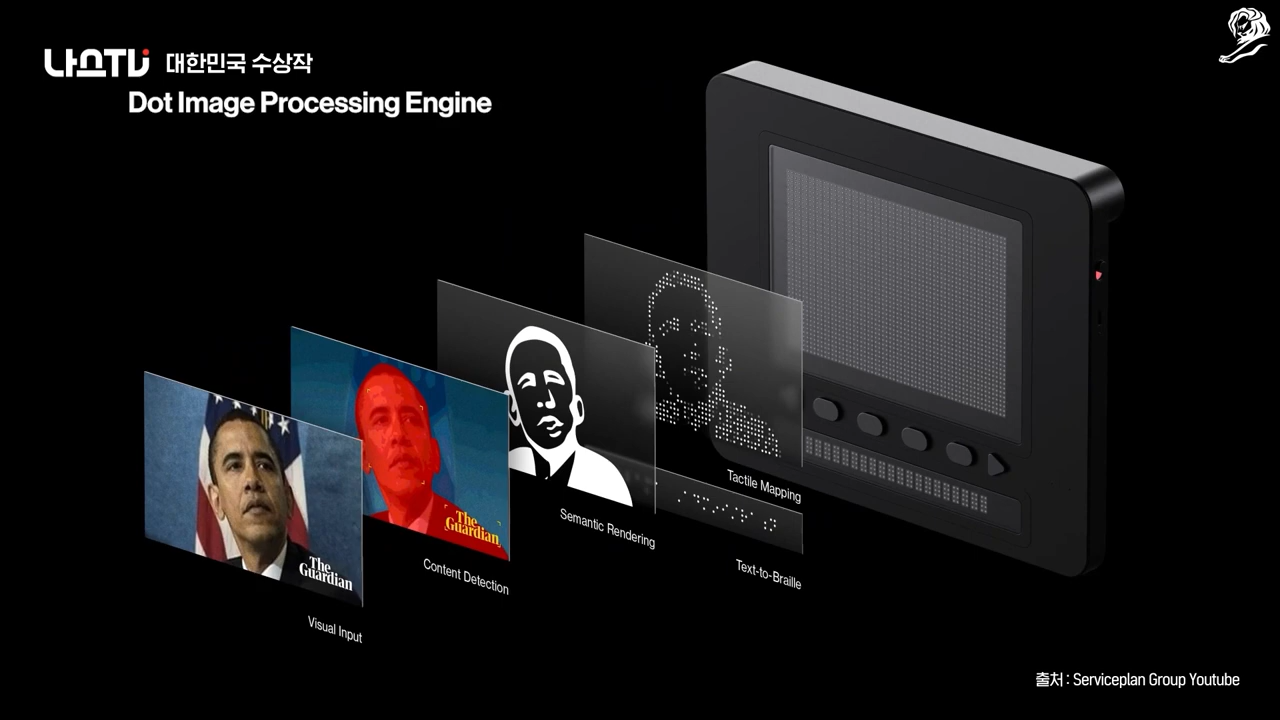 나스TV 대한민국 수상작
Dot Image Processing Engine
The
Guardian
Visual Input
The
Guardian
Content Detection
Semantic Rendering
Tactile Mapping
Text-to-Braille
출처 : Serviceplan Group Youtube